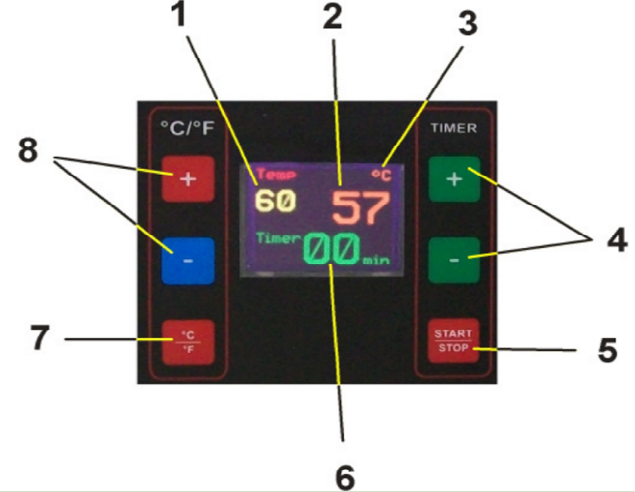 1
2
3
°C/°F
TIMER
8
+
+
Temp
°C
60
57
4
-
-
Timer
00
min
7
°C
°F
START
STOP
5
6